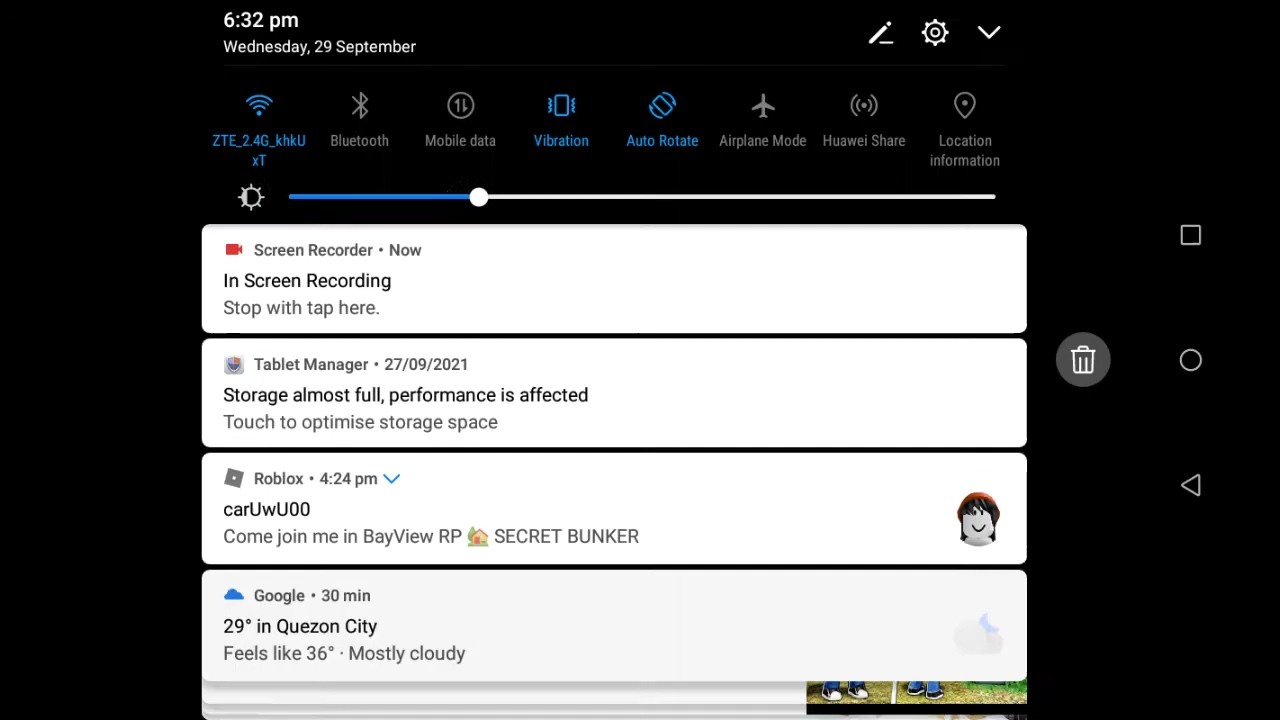 6:32 pm
Wednesday, 29 September
ZTE_2.4G_khkU
xT
Bluetooth
Mobile data
Vibration
Auto Rotate
Airplane Mode
Huawei Share
Location
information
Screen Recorder • Now
In Screen Recording
Stop with tap here.
Tablet Manager • 27/09/2021
Storage almost full, performance is affected
Touch to optimise storage space
Roblox • 4:24 pm
carUwU00
Come join me in BayView RP 🏡 SECRET BUNKER
Google • 30 min
29° in Quezon City
Feels like 36° · Mostly cloudy